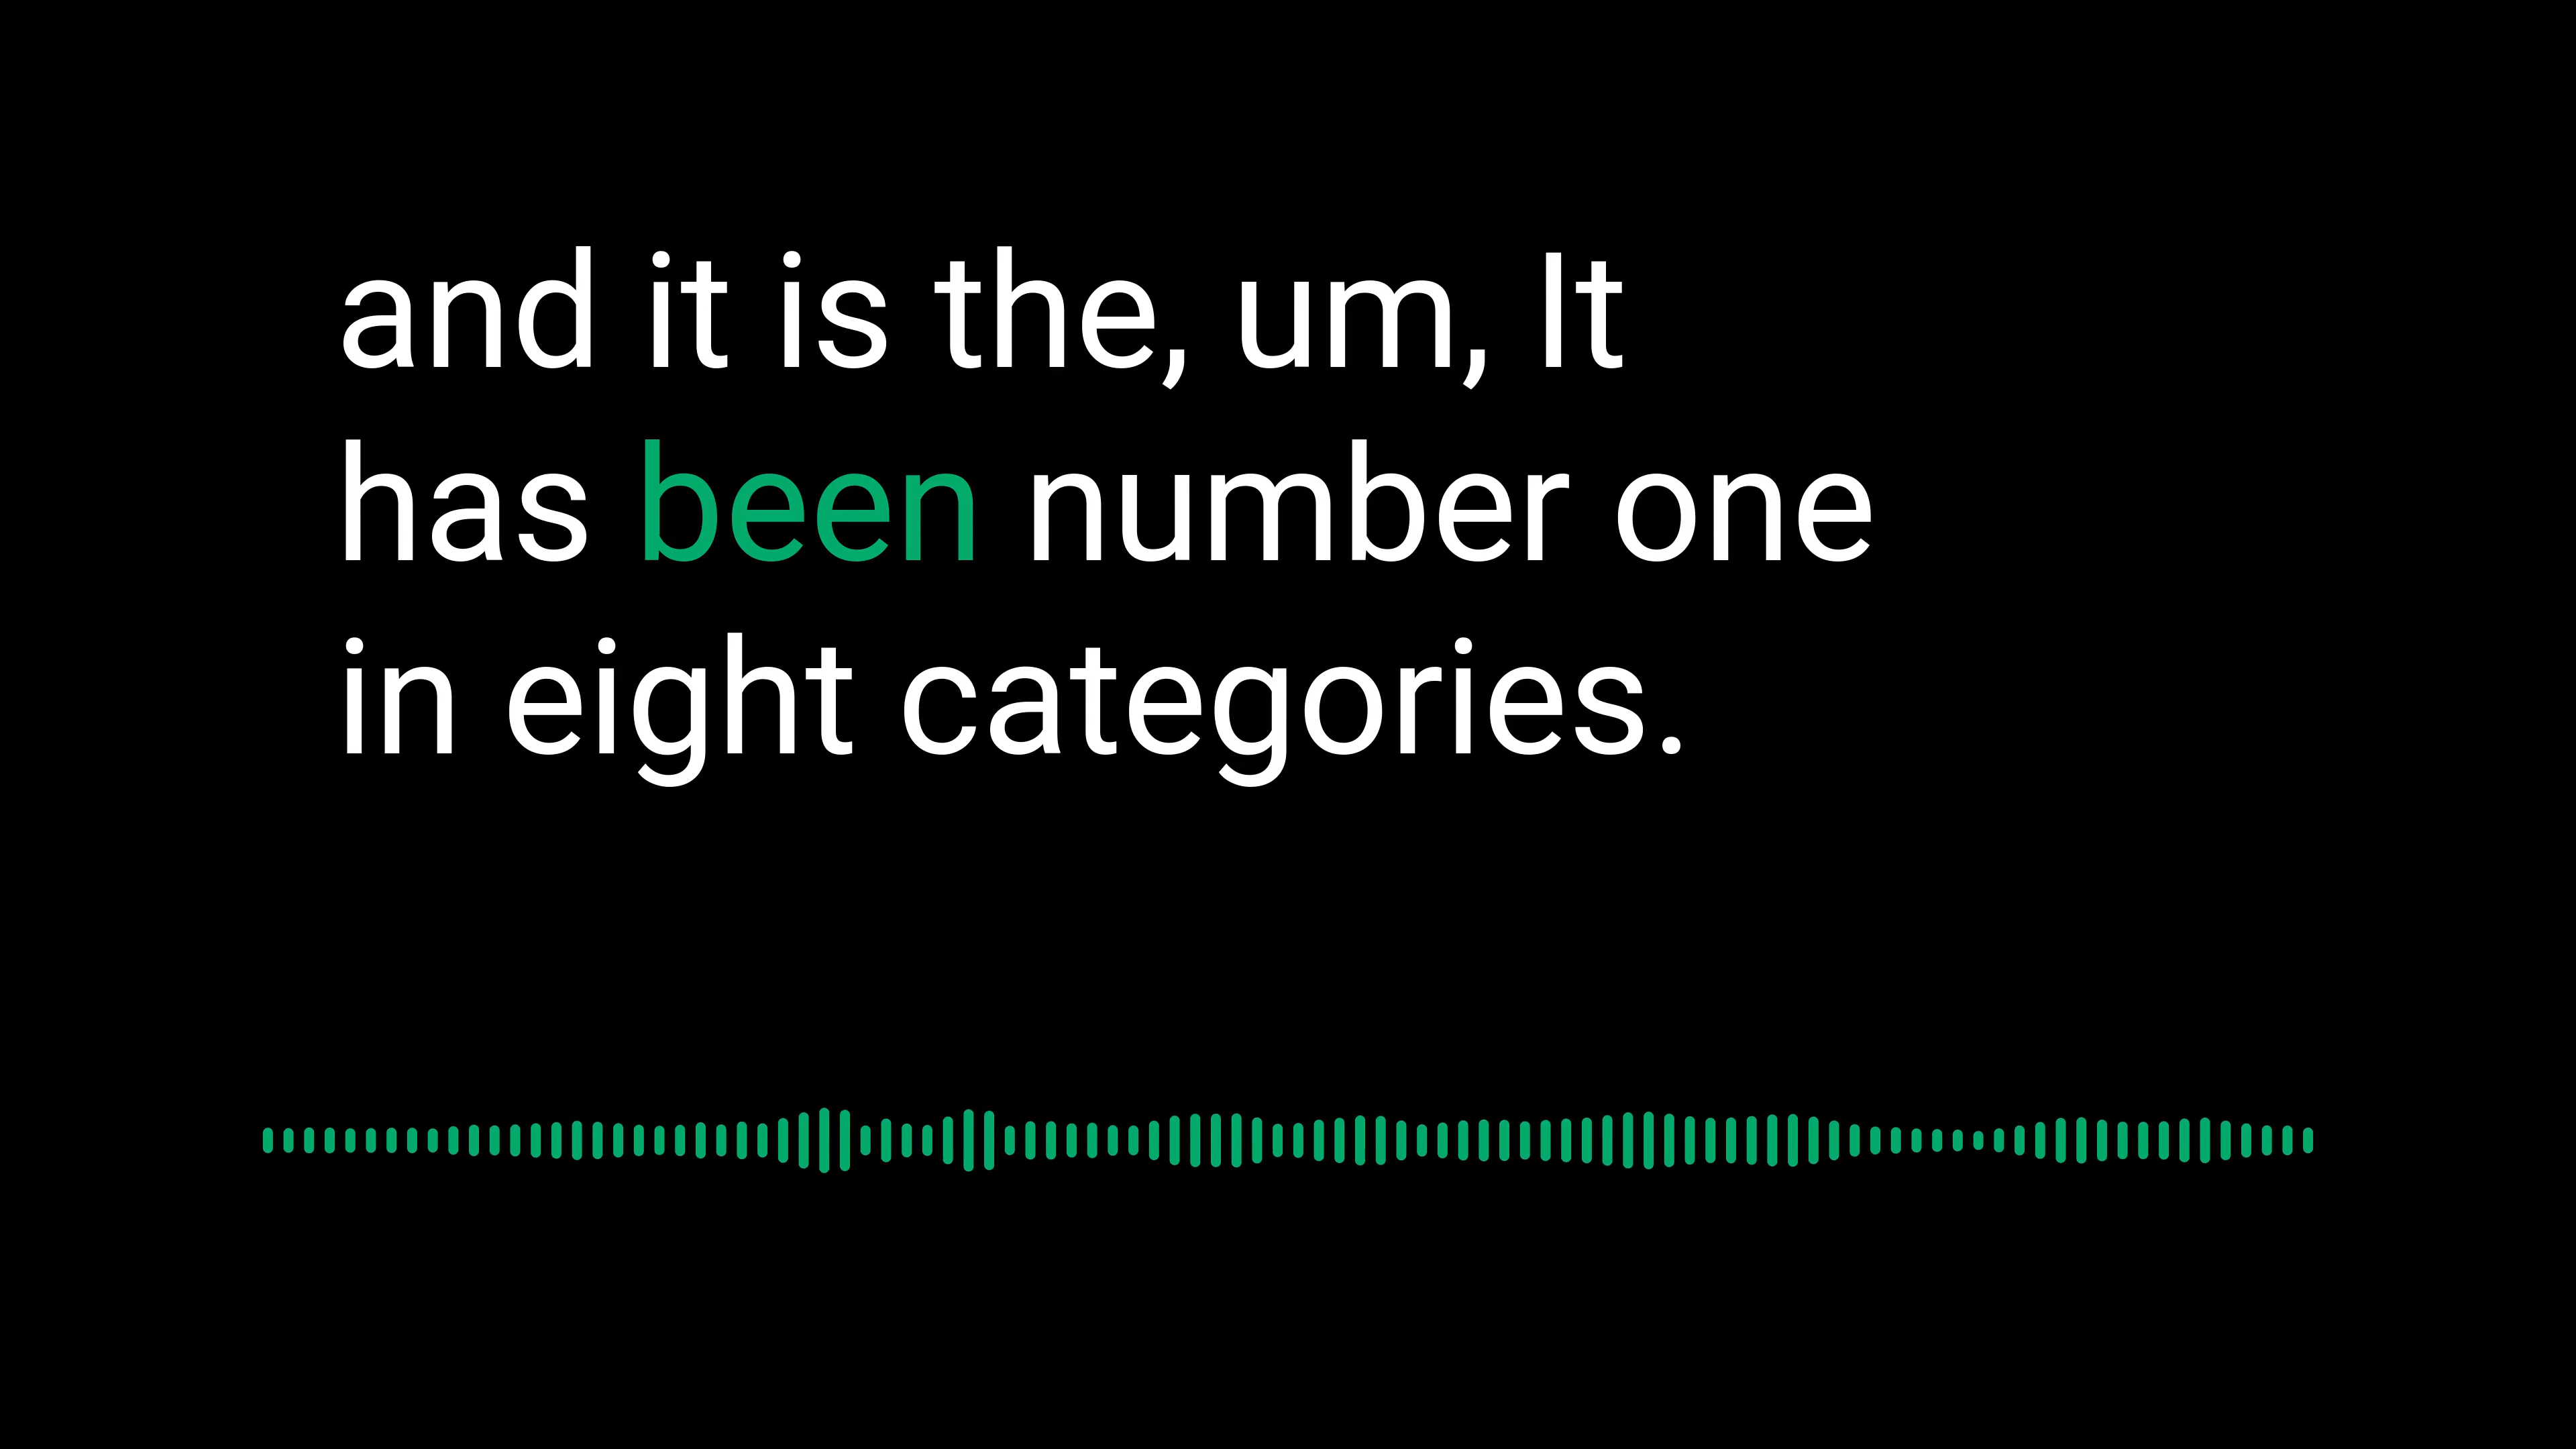 and it is the, um, It
has been number one
in eight categories.